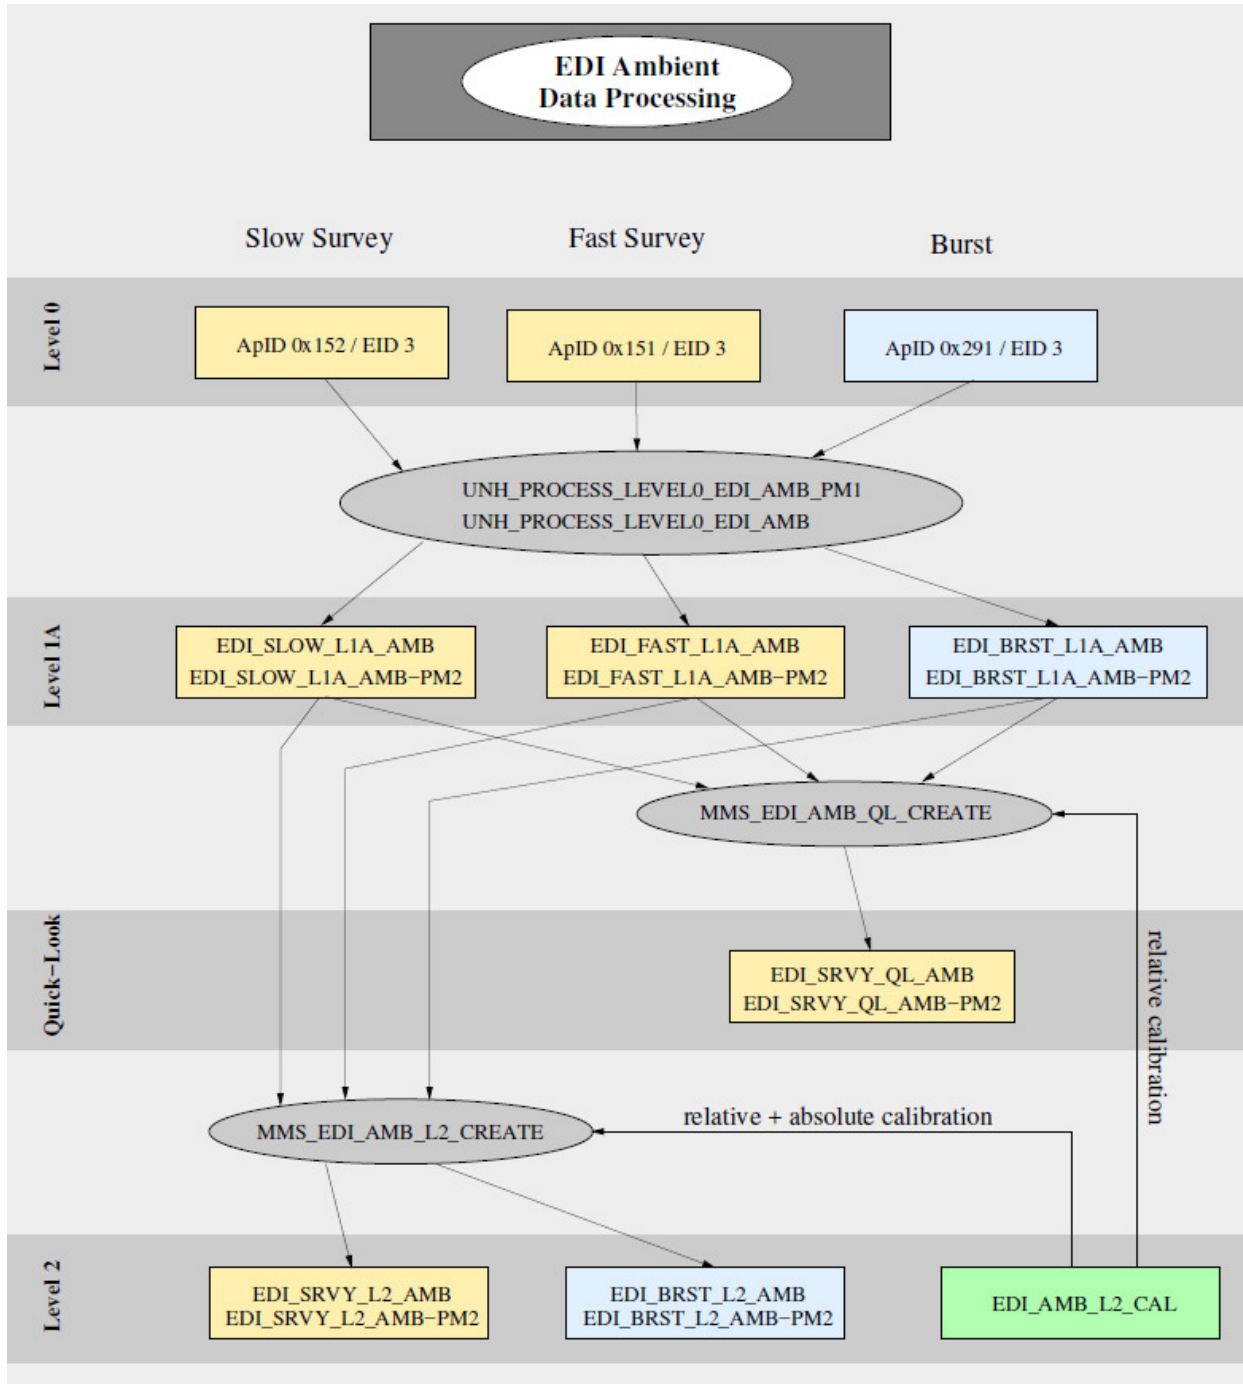 EDI Ambient
Data Processing
Slow Survey
Fast Survey
Burst
Level 0
ApID 0x152 / EID 3
ApID 0x151 / EID 3
ApID 0x291 / EID 3
UNH_PROCESS_LEVEL0_EDI_AMB_PM1
UNH_PROCESS_LEVEL0_EDI_AMB
Level 1A
EDI_SLOW_L1A_AMB
EDI_SLOW_L1A_AMB−PM2
EDI_FAST_L1A_AMB
EDI_FAST_L1A_AMB−PM2
EDI_BRST_L1A_AMB
EDI_BRST_L1A_AMB−PM2
MMS_EDI_AMB_QL_CREATE
Quick−Look
EDI_SRVY_QL_AMB
EDI_SRVY_QL_AMB−PM2
relative calibration
MMS_EDI_AMB_L2_CREATE
relative + absolute calibration
Level 2
EDI_SRVY_L2_AMB
EDI_SRVY_L2_AMB−PM2
EDI_BRST_L2_AMB
EDI_BRST_L2_AMB−PM2
EDI_AMB_L2_CAL